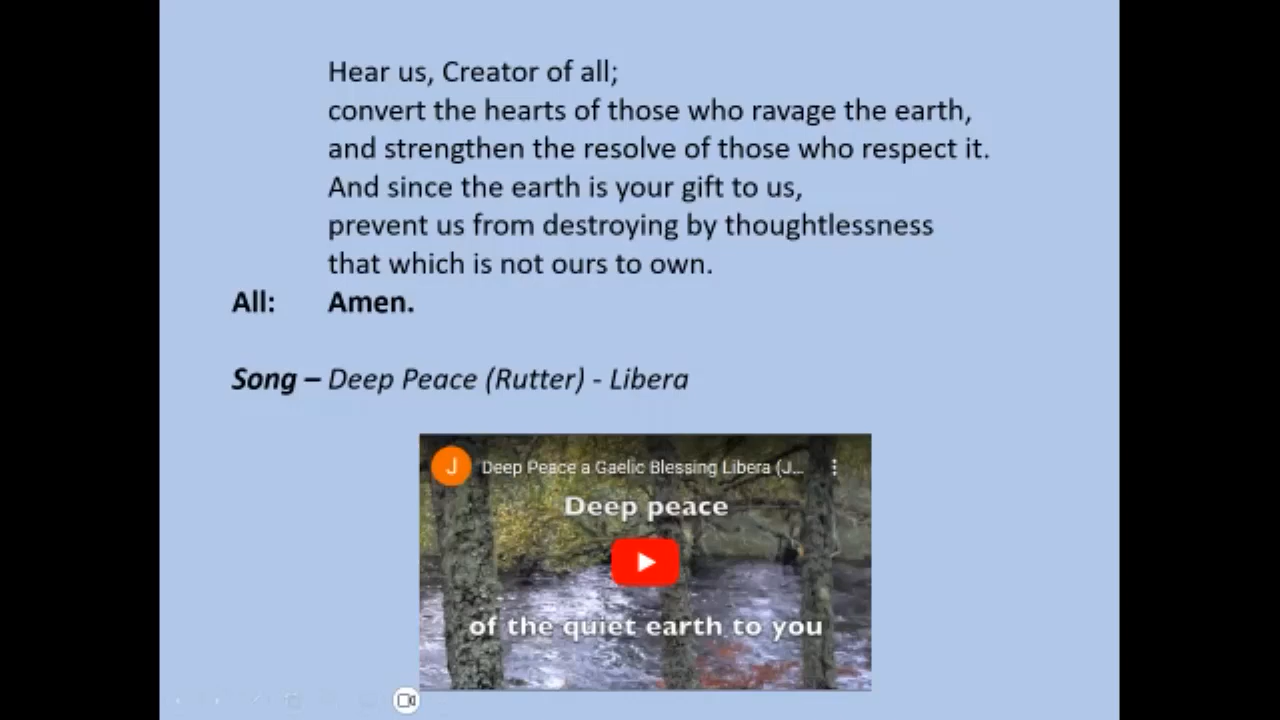 Hear us, Creator of all;
convert the hearts of those who ravage the earth,
and strengthen the resolve of those who respect it.
And since the earth is your gift to us,
prevent us from destroying by thoughtlessness
that which is not ours to own.
All: Amen.
Song – Deep Peace (Rutter) - Libera
J Deep Peace a Gaelic Blessing Libera (J...
Deep peace
of the quiet earth to you